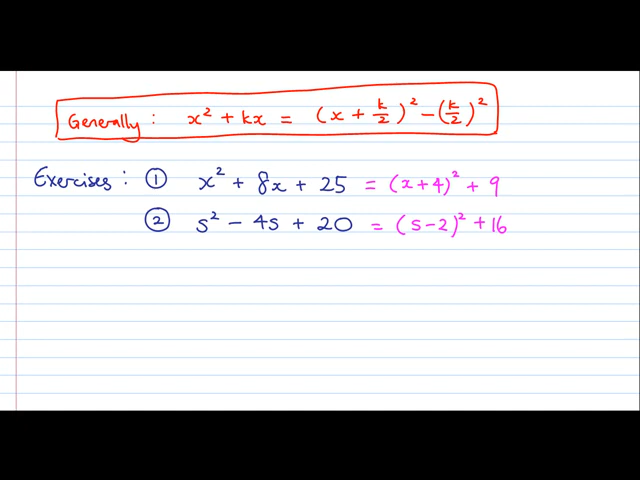 Generally : x² + kx = (x + k/2)² − (k/2)²
Exercises : ① x² + 8x + 25 = (x+4)² + 9
② s² − 4s + 20 = (s−2)² + 16